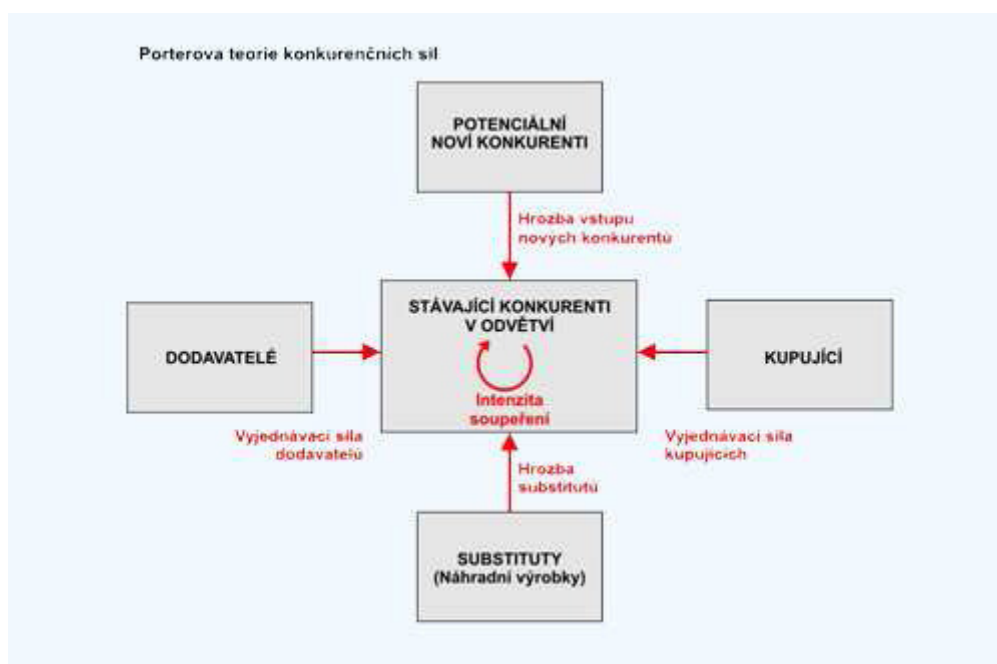 Porterova teorie konkurenčních sil
POTENCIÁLNÍ
NOVÍ KONKURENTI
Hrozba vstupu
nových konkurentů
STÁVAJÍCÍ KONKURENTI
V ODVĚTVÍ
DODAVATELÉ
KUPUJÍCÍ
Intenzita
soupeření
Vyjednávací síla
dodavatelů
Vyjednávací síla
kupujících
Hrozba
substitutů
SUBSTITUTY
(Náhradní výrobky)